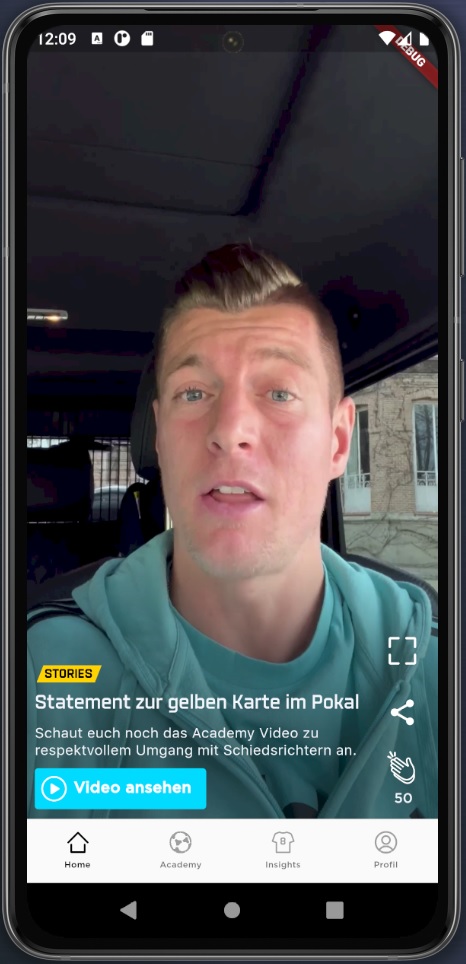 12:09
DEBUG
STORIES
Statement zur gelben Karte im Pokal
Schaut euch noch das Academy Video zu
respektvollem Umgang mit Schiedsrichtern an.
Video ansehen
50
8
Home
Academy
Insights
Profil